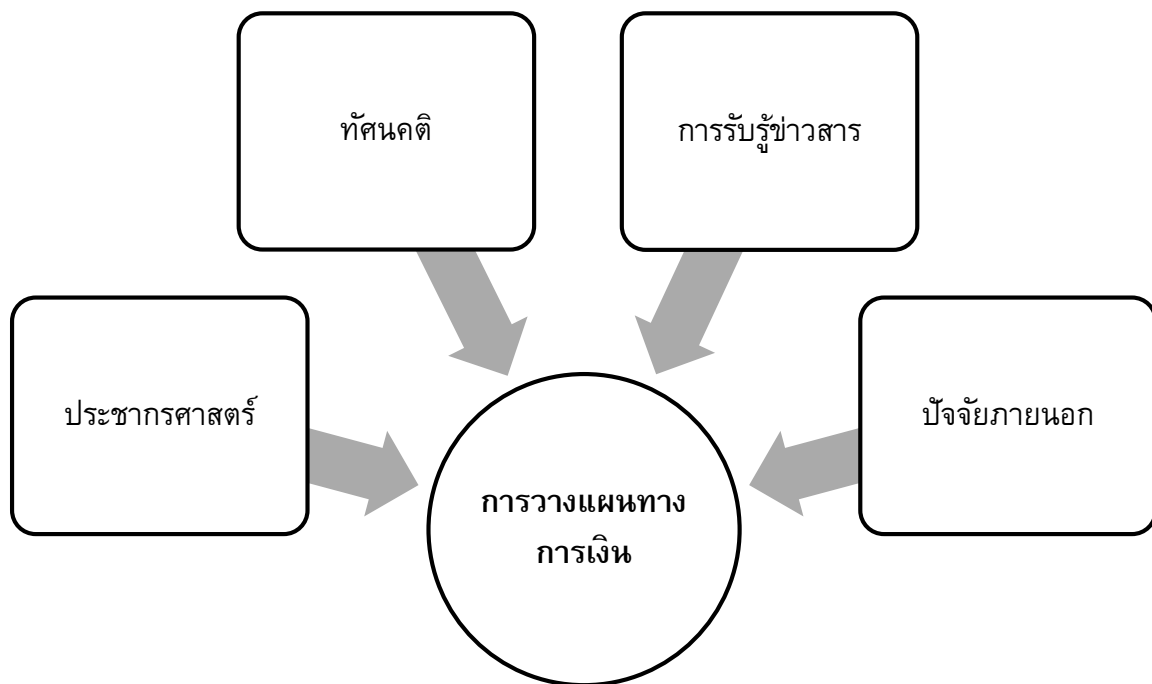 ทัศนคติ
การรับรู้ข่าวสาร
ประชากรศาสตร์
ปัจจัยภายนอก
การวางแผนทาง
การเงิน